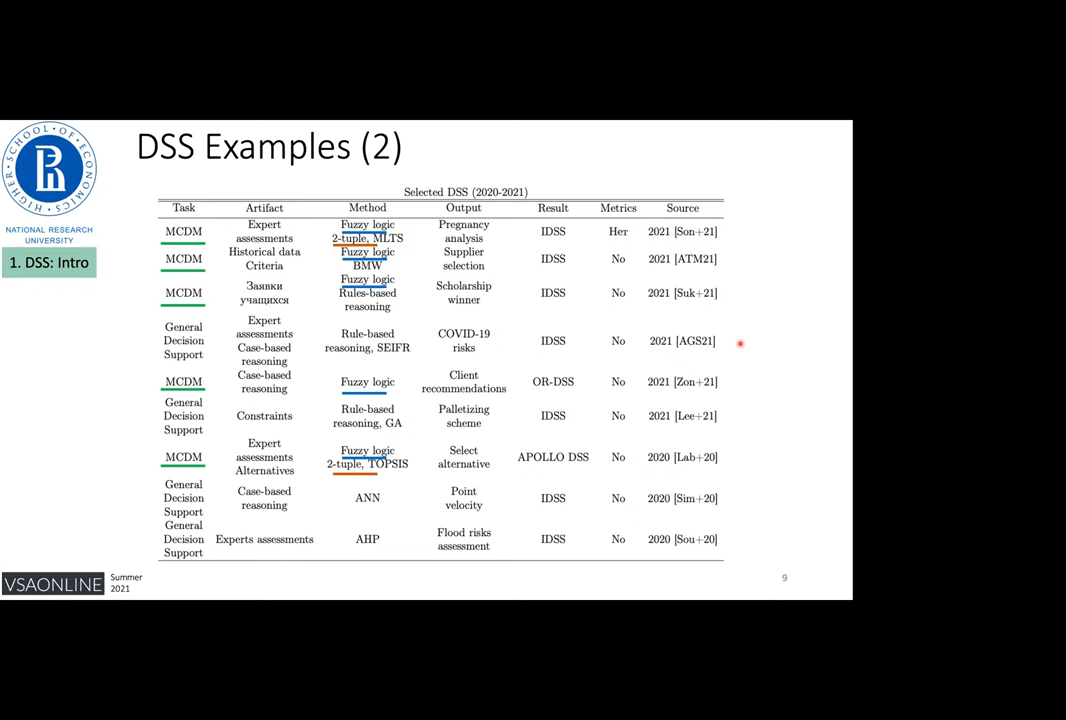 HIGHER · SCHOOL · OF · ECONOMICS
NATIONAL RESEARCH
UNIVERSITY
1. DSS: Intro
DSS Examples (2)
Selected DSS (2020-2021)
Task Artifact Method Output Result Metrics Source
MCDM Expert assessments Fuzzy logic 2-tuple, MLTS Pregnancy analysis IDSS Нет 2021 [Son+21]
MCDM Historical data Criteria Fuzzy logic BMW Supplier selection IDSS No 2021 [ATM21]
MCDM Заявки учащихся Fuzzy logic Rules-based reasoning Scholarship winner IDSS No 2021 [Suk+21]
General Decision Support Expert assessments Case-based reasoning Rule-based reasoning, SEIFR COVID-19 risks IDSS No 2021 [AGS21]
MCDM Case-based reasoning Fuzzy logic Client recommendations OR-DSS No 2021 [Zon+21]
General Decision Support Constraints Rule-based reasoning, GA Palletizing scheme IDSS No 2021 [Lee+21]
MCDM Expert assessments Alternatives Fuzzy logic 2-tuple, TOPSIS Select alternative APOLLO DSS No 2020 [Lab+20]
General Decision Support Case-based reasoning ANN Point velocity IDSS No 2020 [Sim+20]
General Decision Support Experts assessments AHP Flood risks assessment IDSS No 2020 [Sou+20]
VSAONLINE
Summer
2021
9